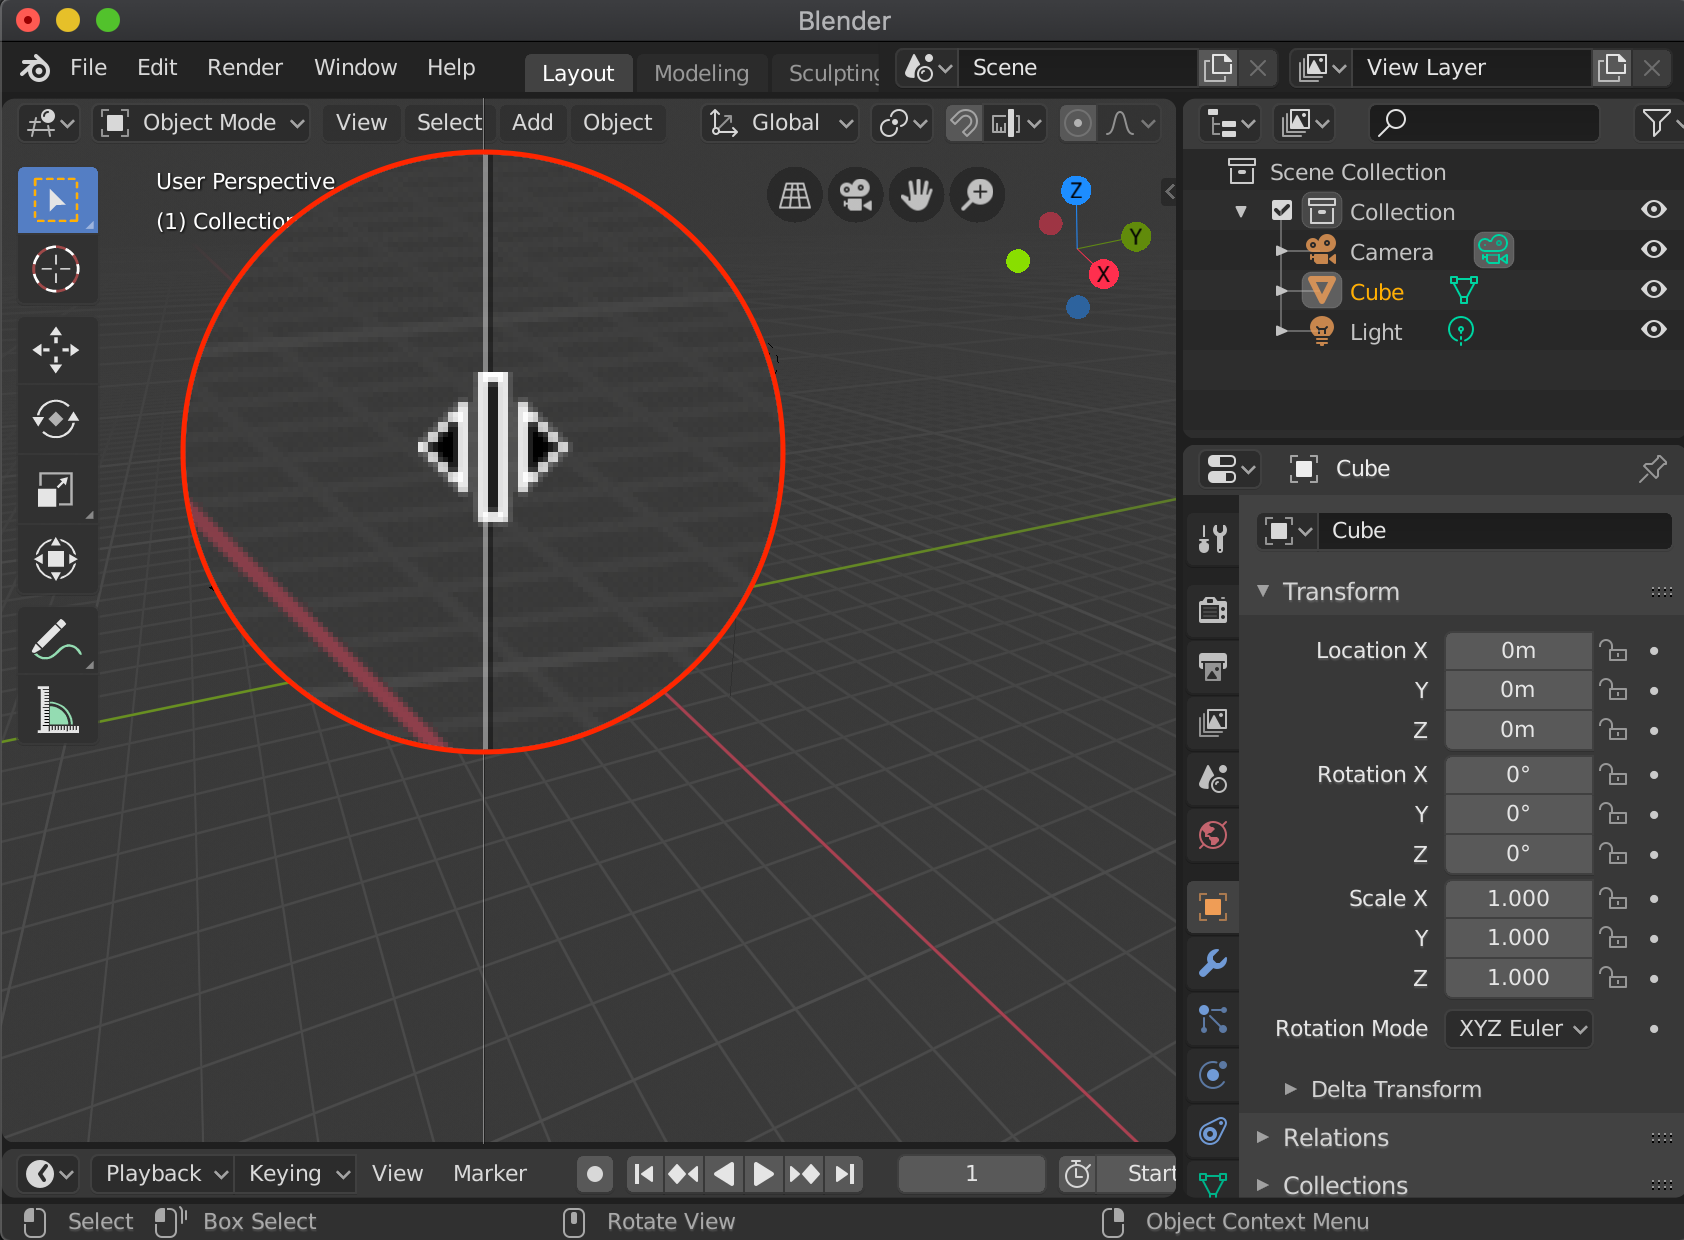 Blender
File Edit Render Window Help Layout Modeling Sculpting Scene View Layer
Object Mode View Select Add Object Global
User Perspective
(1) Collection
Z
Y
X
Scene Collection
Collection
Camera
Cube
Light
Cube
Cube
Transform
Location X 0m
Y 0m
Z 0m
Rotation X 0°
Y 0°
Z 0°
Scale X 1.000
Y 1.000
Z 1.000
Rotation Mode XYZ Euler
Delta Transform
Relations
Collections
Playback Keying View Marker 1 Start
Select Box Select Rotate View Object Context Menu